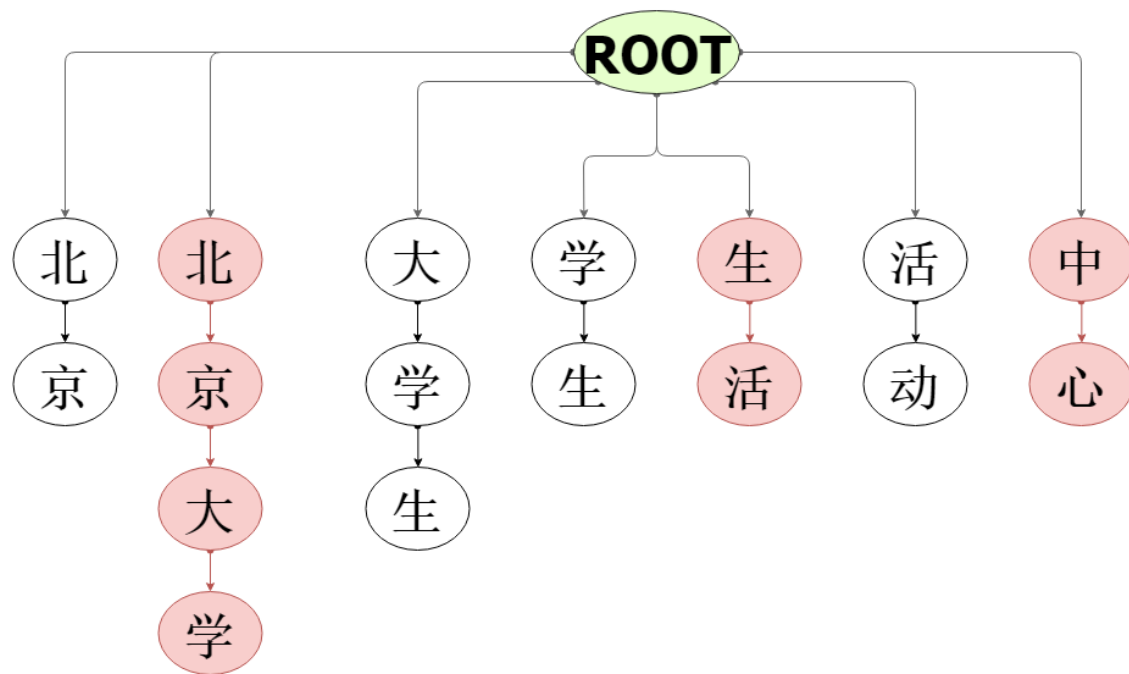 ROOT
北 北 大 学 生 活 中
京 京 学 生 活 动 心
大 生
学